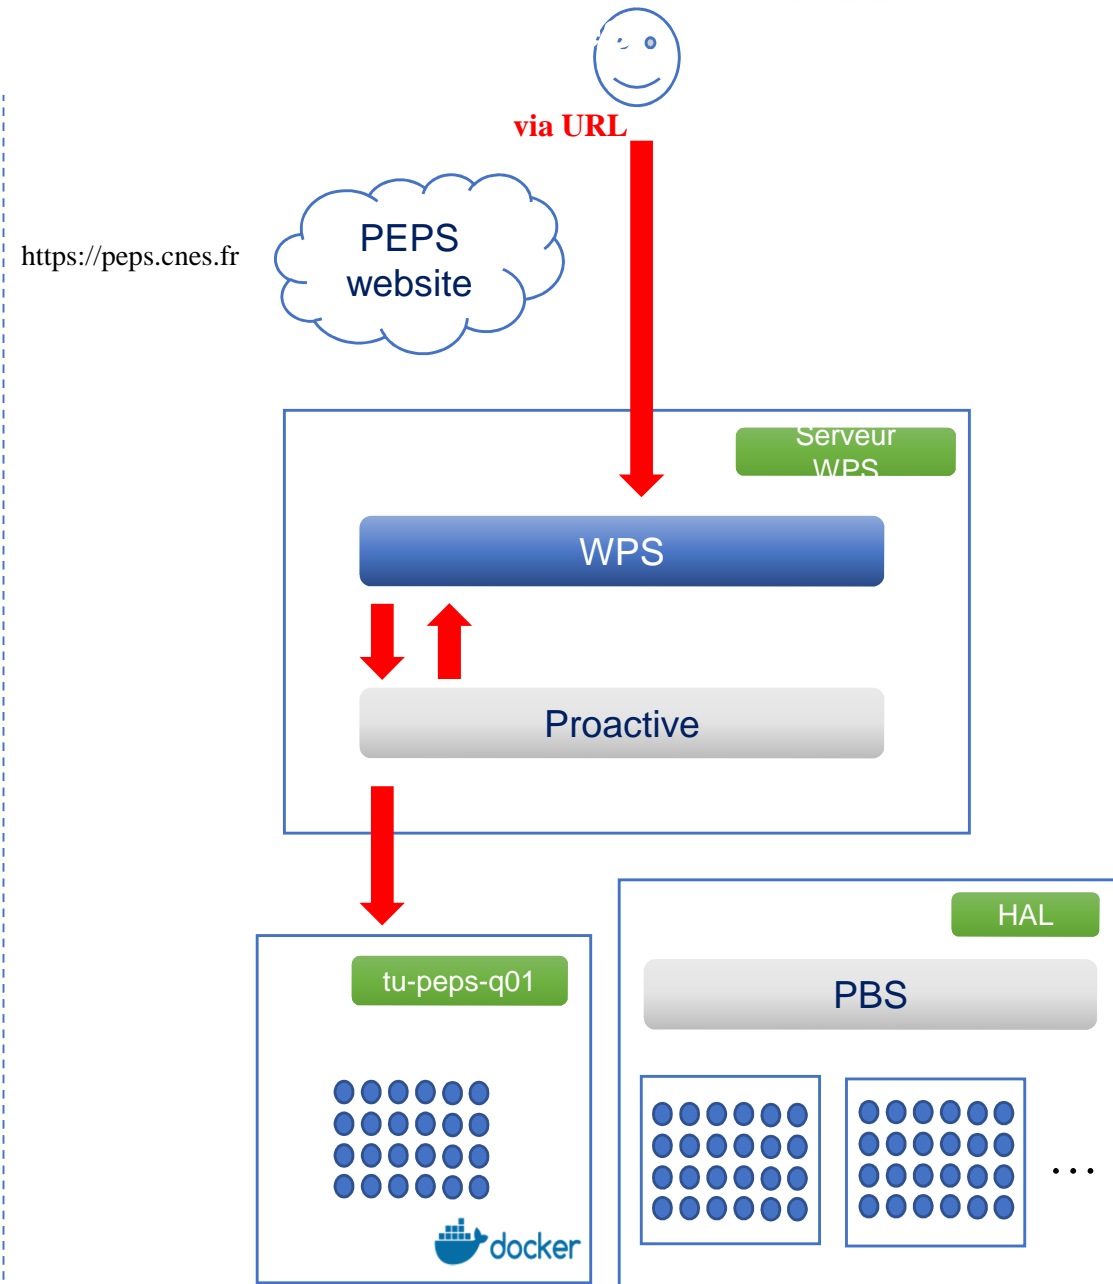 via URL
PEPS
website
https://peps.cnes.fr
Serveur
WPS
WPS
Proactive
HAL
tu-peps-q01
PBS
...
docker